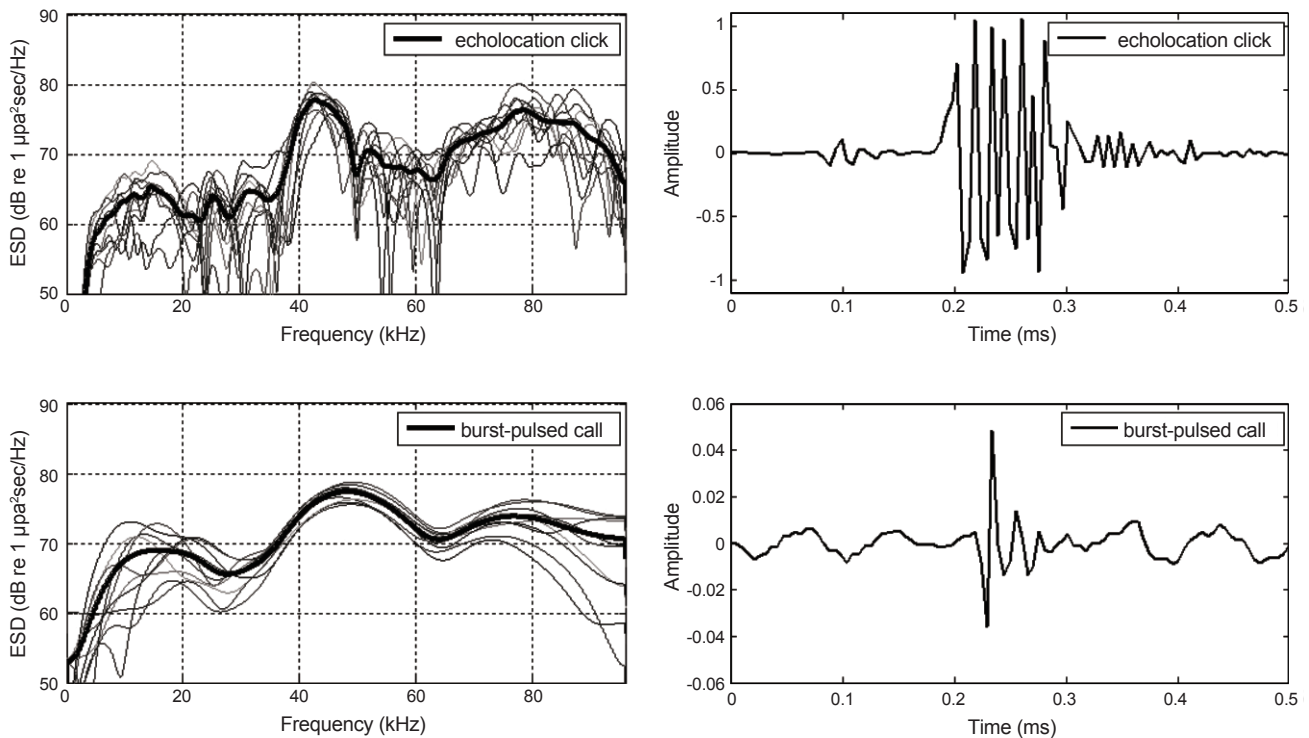 90
80
70
60
50
ESD (dB re 1 μpa²sec/Hz)
echolocation click
0 20 40 60 80
Frequency (kHz)
1
0.5
0
-0.5
-1
Amplitude
echolocation click
0 0.1 0.2 0.3 0.4 0.5
Time (ms)
90
80
70
60
50
ESD (dB re 1 μpa²sec/Hz)
burst-pulsed call
0 20 40 60 80
Frequency (kHz)
0.06
0.04
0.02
0
-0.02
-0.04
-0.06
Amplitude
burst-pulsed call
0 0.1 0.2 0.3 0.4 0.5
Time (ms)